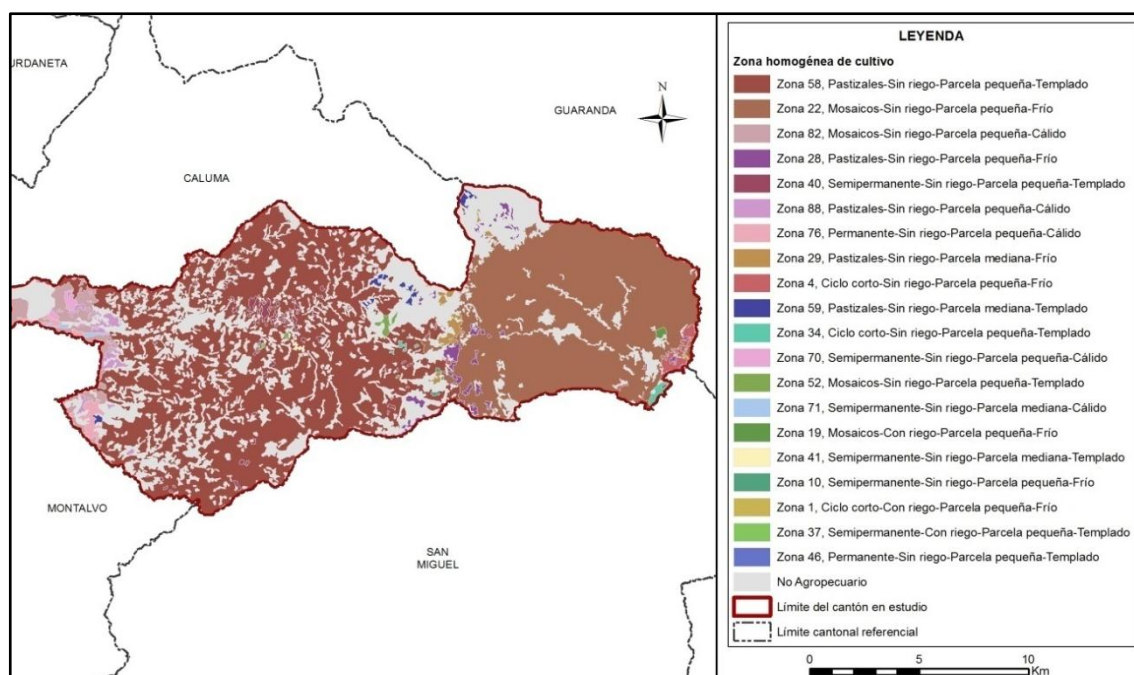 URDANETA
N
GUARANDA
CALUMA
MONTALVO
SAN
MIGUEL
LEYENDA
Zona homogénea de cultivo
Zona 58, Pastizales-Sin riego-Parcela pequeña-Templado
Zona 22, Mosaicos-Sin riego-Parcela pequeña-Frío
Zona 82, Mosaicos-Sin riego-Parcela pequeña-Cálido
Zona 28, Pastizales-Sin riego-Parcela pequeña-Frío
Zona 40, Semipermanente-Sin riego-Parcela pequeña-Templado
Zona 88, Pastizales-Sin riego-Parcela pequeña-Cálido
Zona 76, Permanente-Sin riego-Parcela pequeña-Cálido
Zona 29, Pastizales-Sin riego-Parcela mediana-Frío
Zona 4, Ciclo corto-Sin riego-Parcela pequeña-Frío
Zona 59, Pastizales-Sin riego-Parcela mediana-Templado
Zona 34, Ciclo corto-Sin riego-Parcela pequeña-Templado
Zona 70, Semipermanente-Sin riego-Parcela pequeña-Cálido
Zona 52, Mosaicos-Sin riego-Parcela pequeña-Templado
Zona 71, Semipermanente-Sin riego-Parcela mediana-Cálido
Zona 19, Mosaicos-Con riego-Parcela pequeña-Frío
Zona 41, Semipermanente-Sin riego-Parcela mediana-Templado
Zona 10, Semipermanente-Sin riego-Parcela pequeña-Frío
Zona 1, Ciclo corto-Con riego-Parcela pequeña-Frío
Zona 37, Semipermanente-Con riego-Parcela pequeña-Templado
Zona 46, Permanente-Sin riego-Parcela pequeña-Templado
No Agropecuario
Límite del cantón en estudio
Límite cantonal referencial
0 5 10
Km